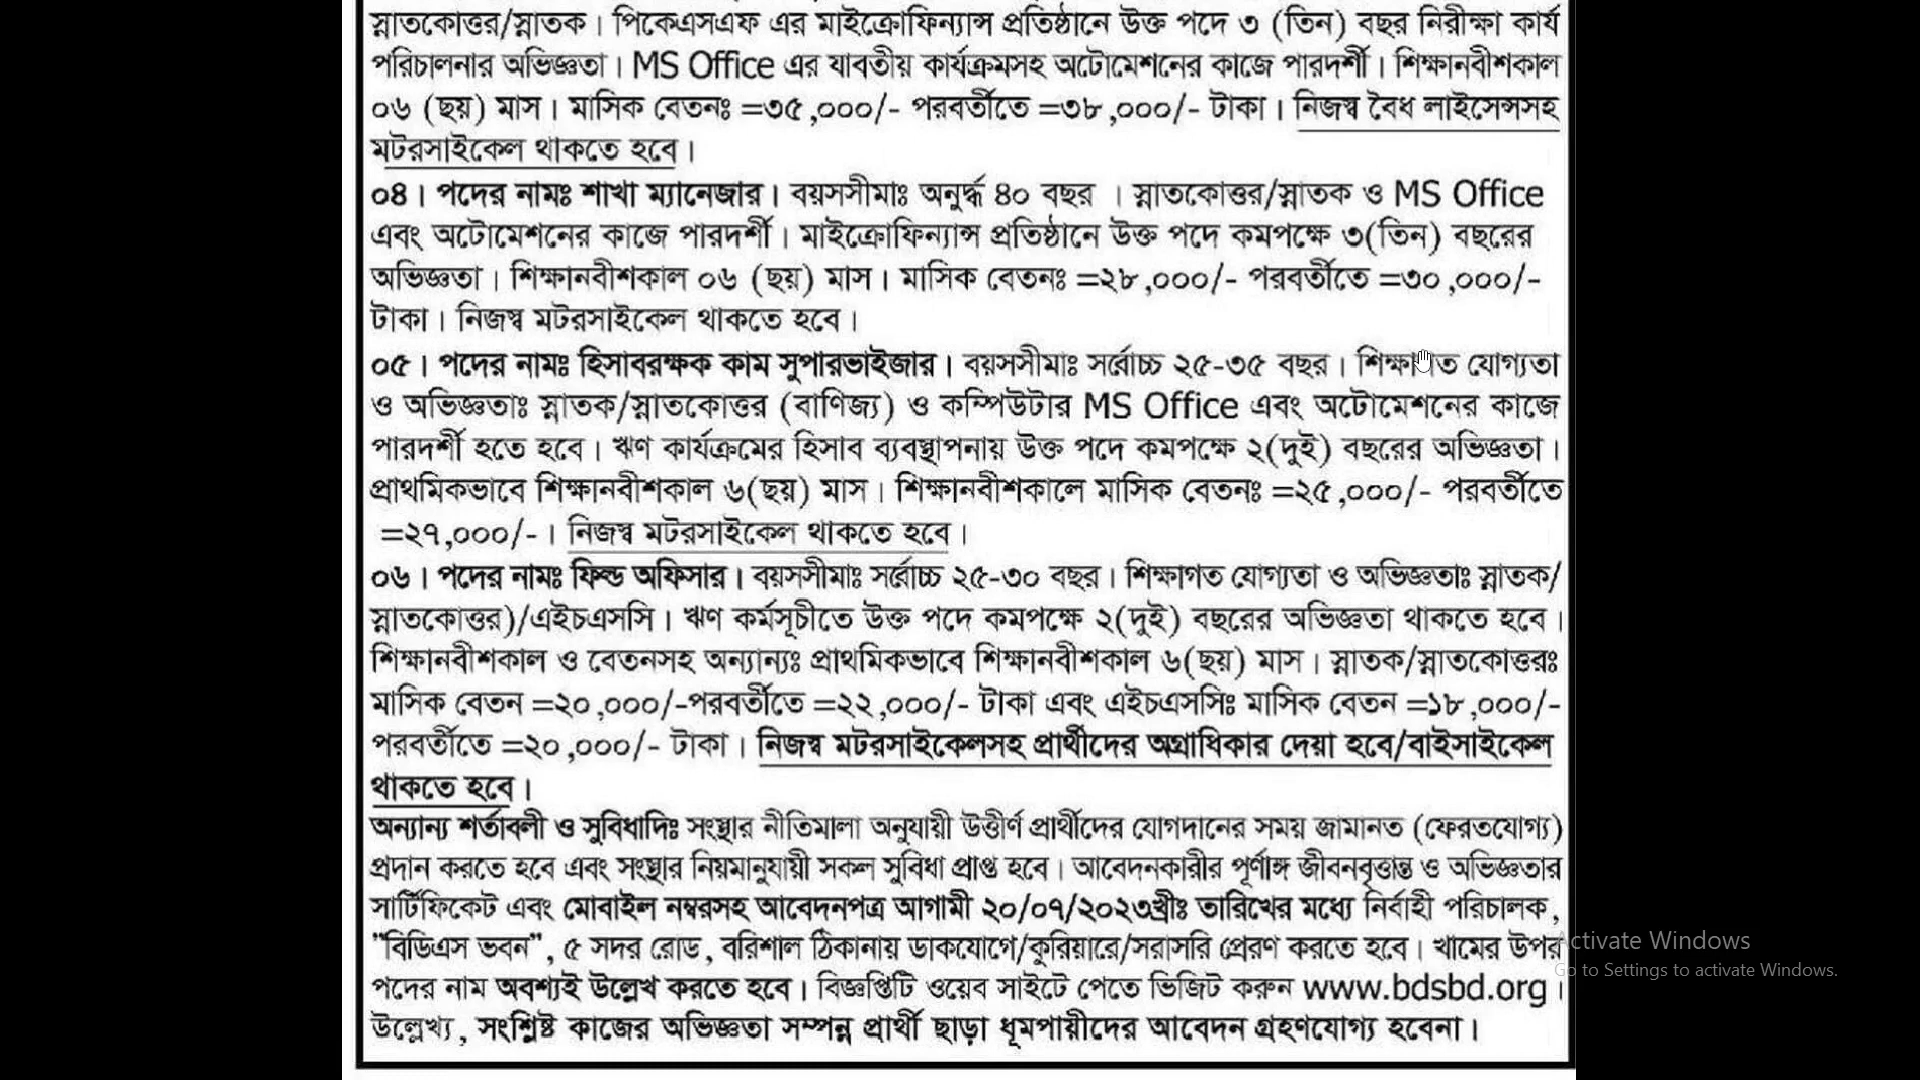 স্নাতকোত্তর/স্নাতক। পিকেএসএফ এর মাইক্রোফিন্যান্স প্রতিষ্ঠানে উক্ত পদে ৩ (তিন) বছর নিরীক্ষা কার্য
পরিচালনার অভিজ্ঞতা। MS Office এর যাবতীয় কার্যক্রমসহ অটোমেশনের কাজে পারদর্শী। শিক্ষানবীশকাল
০৬ (ছয়) মাস। মাসিক বেতনঃ =৩৫,০০০/- পরবর্তীতে =৩৮,০০০/- টাকা। নিজস্ব বৈধ লাইসেন্সসহ
মটরসাইকেল থাকতে হবে।
০৪। পদের নামঃ শাখা ম্যানেজার। বয়সসীমাঃ অনুর্দ্ধ ৪০ বছর । স্নাতকোত্তর/স্নাতক ও MS Office
এবং অটোমেশনের কাজে পারদর্শী। মাইক্রোফিন্যান্স প্রতিষ্ঠানে উক্ত পদে কমপক্ষে ৩(তিন) বছরের
অভিজ্ঞতা। শিক্ষানবীশকাল ০৬ (ছয়) মাস। মাসিক বেতনঃ =২৮,০০০/- পরবর্তীতে =৩০,০০০/-
টাকা। নিজস্ব মটরসাইকেল থাকতে হবে।
০৫। পদের নামঃ হিসাবরক্ষক কাম সুপারভাইজার। বয়সসীমাঃ সর্বোচ্চ ২৫-৩৫ বছর। শিক্ষাগত যোগ্যতা
ও অভিজ্ঞতাঃ স্নাতক/স্নাতকোত্তর (বাণিজ্য) ও কম্পিউটার MS Office এবং অটোমেশনের কাজে
পারদর্শী হতে হবে। ঋণ কার্যক্রমের হিসাব ব্যবস্থাপনায় উক্ত পদে কমপক্ষে ২(দুই) বছরের অভিজ্ঞতা।
প্রাথমিকভাবে শিক্ষানবীশকাল ৬(ছয়) মাস। শিক্ষানবীশকালে মাসিক বেতনঃ =২৫,০০০/- পরবর্তীতে
=২৭,০০০/-। নিজস্ব মটরসাইকেল থাকতে হবে।
০৬। পদের নামঃ ফিল্ড অফিসার। বয়সসীমাঃ সর্বোচ্চ ২৫-৩০ বছর। শিক্ষাগত যোগ্যতা ও অভিজ্ঞতাঃ স্নাতক/
স্নাতকোত্তর)/এইচএসসি। ঋণ কর্মসূচীতে উক্ত পদে কমপক্ষে ২(দুই) বছরের অভিজ্ঞতা থাকতে হবে।
শিক্ষানবীশকাল ও বেতনসহ অন্যান্যঃ প্রাথমিকভাবে শিক্ষানবীশকাল ৬(ছয়) মাস। স্নাতক/স্নাতকোত্তরঃ
মাসিক বেতন =২০,০০০/-পরবর্তীতে =২২,০০০/- টাকা এবং এইচএসসিঃ মাসিক বেতন =১৮,০০০/-
পরবর্তীতে =২০,০০০/- টাকা। নিজস্ব মটরসাইকেলসহ প্রার্থীদের অগ্রাধিকার দেয়া হবে/বাইসাইকেল
থাকতে হবে।
অন্যান্য শর্তাবলী ও সুবিধাদিঃ সংস্থার নীতিমালা অনুযায়ী উত্তীর্ণ প্রার্থীদের যোগদানের সময় জামানত (ফেরতযোগ্য)
প্রদান করতে হবে এবং সংস্থার নিয়মানুযায়ী সকল সুবিধা প্রাপ্ত হবে। আবেদনকারীর পূর্ণাঙ্গ জীবনবৃত্তান্ত ও অভিজ্ঞতার
সার্টিফিকেট এবং মোবাইল নম্বরসহ আবেদনপত্র আগামী ২০/০৭/২০২৩খ্রীঃ তারিখের মধ্যে নির্বাহী পরিচালক,
"বিডিএস ভবন", ৫ সদর রোড, বরিশাল ঠিকানায় ডাকযোগে/কুরিয়ারে/সরাসরি প্রেরণ করতে হবে। খামের উপর
পদের নাম অবশ্যই উল্লেখ করতে হবে। বিজ্ঞপ্তিটি ওয়েব সাইটে পেতে ভিজিট করুন www.bdsbd.org।
উল্লেখ্য, সংশ্লিষ্ট কাজের অভিজ্ঞতা সম্পন্ন প্রার্থী ছাড়া ধূমপায়ীদের আবেদন গ্রহণযোগ্য হবেনা।
Activate Windows
Go to Settings to activate Windows.